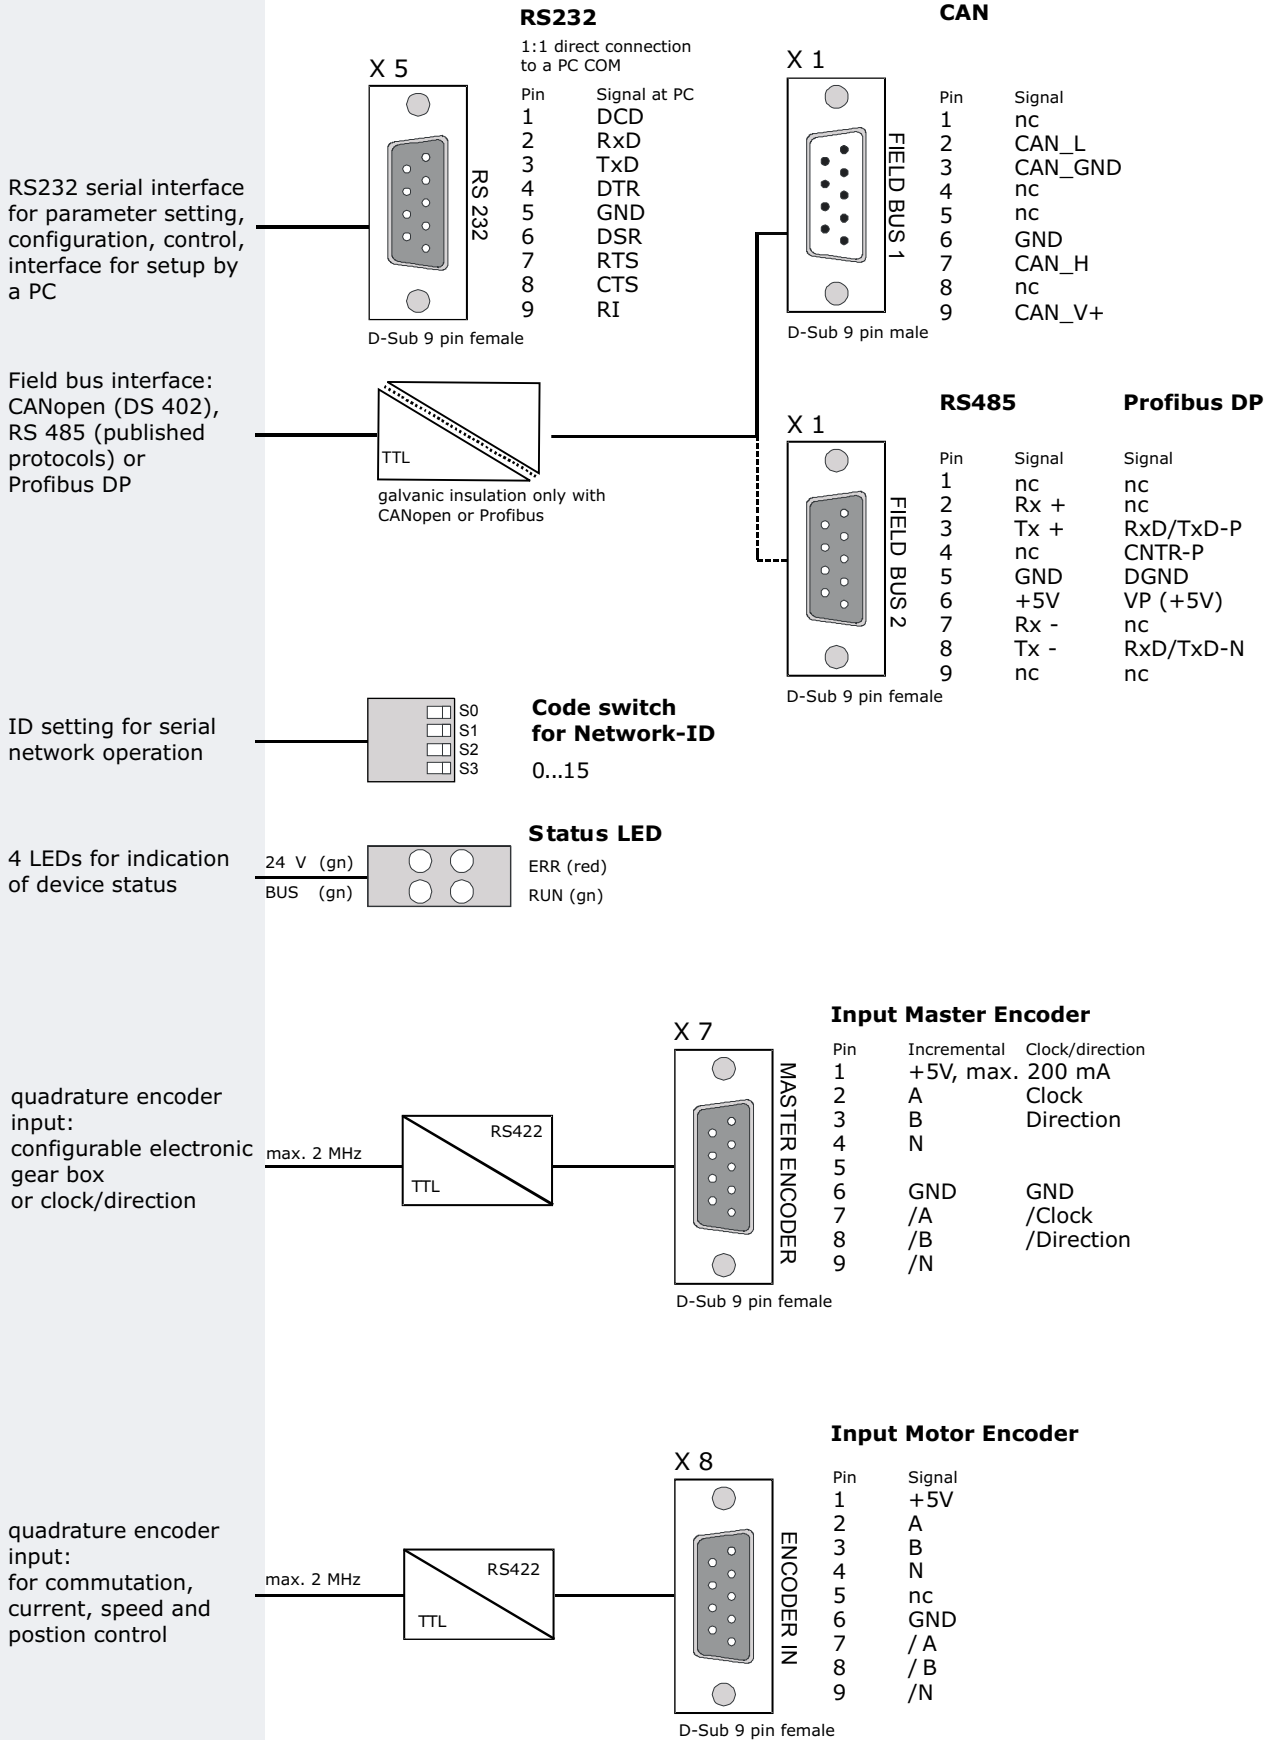 RS232
1:1 direct connection
to a PC COM
X 5
Pin Signal at PC
1 DCD
2 RxD
3 TxD
4 DTR
5 GND
6 DSR
7 RTS
8 CTS
9 RI
RS 232
D-Sub 9 pin female
RS232 serial interface
for parameter setting,
configuration, control,
interface for setup by
a PC
CAN
X 1
Pin Signal
1 nc
2 CAN_L
3 CAN_GND
4 nc
5 nc
6 GND
7 CAN_H
8 nc
9 CAN_V+
FIELD BUS 1
D-Sub 9 pin male
Field bus interface:
CANopen (DS 402),
RS 485 (published
protocols) or
Profibus DP
TTL
galvanic insulation only with
CANopen or Profibus
RS485 Profibus DP
X 1
Pin Signal Signal
1 nc nc
2 Rx + nc
3 Tx + RxD/TxD-P
4 nc CNTR-P
5 GND DGND
6 +5V VP (+5V)
7 Rx - nc
8 Tx - RxD/TxD-N
9 nc nc
FIELD BUS 2
D-Sub 9 pin female
ID setting for serial
network operation
S0
S1
S2
S3
Code switch
for Network-ID
0...15
4 LEDs for indication
of device status
24 V (gn)
BUS (gn)
Status LED
ERR (red)
RUN (gn)
Input Master Encoder
X 7
Pin Incremental Clock/direction
1 +5V, max. 200 mA
2 A Clock
3 B Direction
4 N
5
6 GND GND
7 /A /Clock
8 /B /Direction
9 /N
MASTER ENCODER
D-Sub 9 pin female
quadrature encoder
input:
configurable electronic
gear box
or clock/direction
max. 2 MHz
RS422
TTL
Input Motor Encoder
X 8
Pin Signal
1 +5V
2 A
3 B
4 N
5 nc
6 GND
7 / A
8 / B
9 /N
ENCODER IN
D-Sub 9 pin female
quadrature encoder
input:
for commutation,
current, speed and
postion control
max. 2 MHz
RS422
TTL